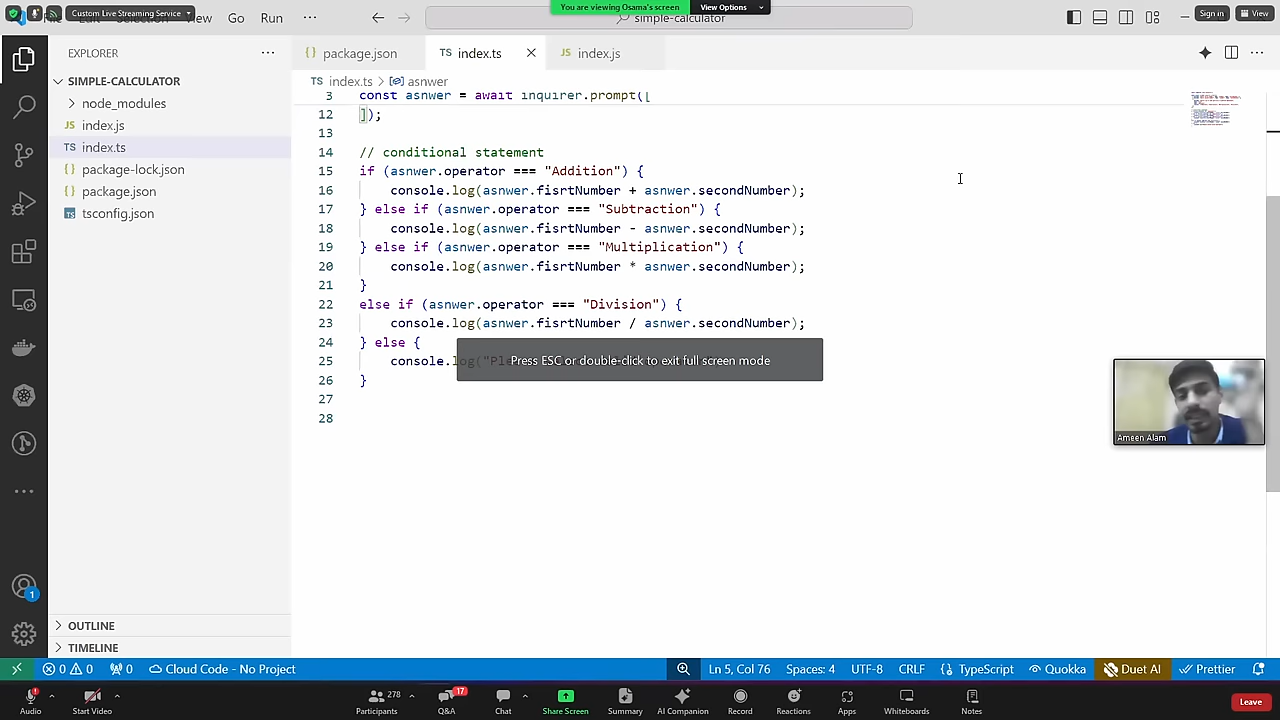 Custom Live Streaming Service
You are viewing Osama's screen
View Options
View Go Run
simple-calculator
Sign in
View
EXPLORER
package.json
TS index.ts
JS index.js
SIMPLE-CALCULATOR
TS index.ts > asnwer
node_modules
JS index.js
TS index.ts
{} package-lock.json
{} package.json
tsconfig.json
3 const asnwer = await inquirer.prompt([
12 ]);
13
14 // conditional statement
15 if (asnwer.operator === "Addition") {
16 console.log(asnwer.fisrtNumber + asnwer.secondNumber);
17 } else if (asnwer.operator === "Subtraction") {
18 console.log(asnwer.fisrtNumber - asnwer.secondNumber);
19 } else if (asnwer.operator === "Multiplication") {
20 console.log(asnwer.fisrtNumber * asnwer.secondNumber);
21 }
22 else if (asnwer.operator === "Division") {
23 console.log(asnwer.fisrtNumber / asnwer.secondNumber);
24 } else {
25 console.log("Ple
Press ESC or double-click to exit full screen mode
26 }
27
28
Ameen Alam
1
OUTLINE
TIMELINE
0 0 0 Cloud Code - No Project
Ln 5, Col 76 Spaces: 4 UTF-8 CRLF {} TypeScript Quokka Duet AI Prettier
Audio
Start Video
Participants 278
Q&A 17
Chat
Share Screen
Summary
AI Companion
Record
Reactions
Apps
Whiteboards
Notes
Leave